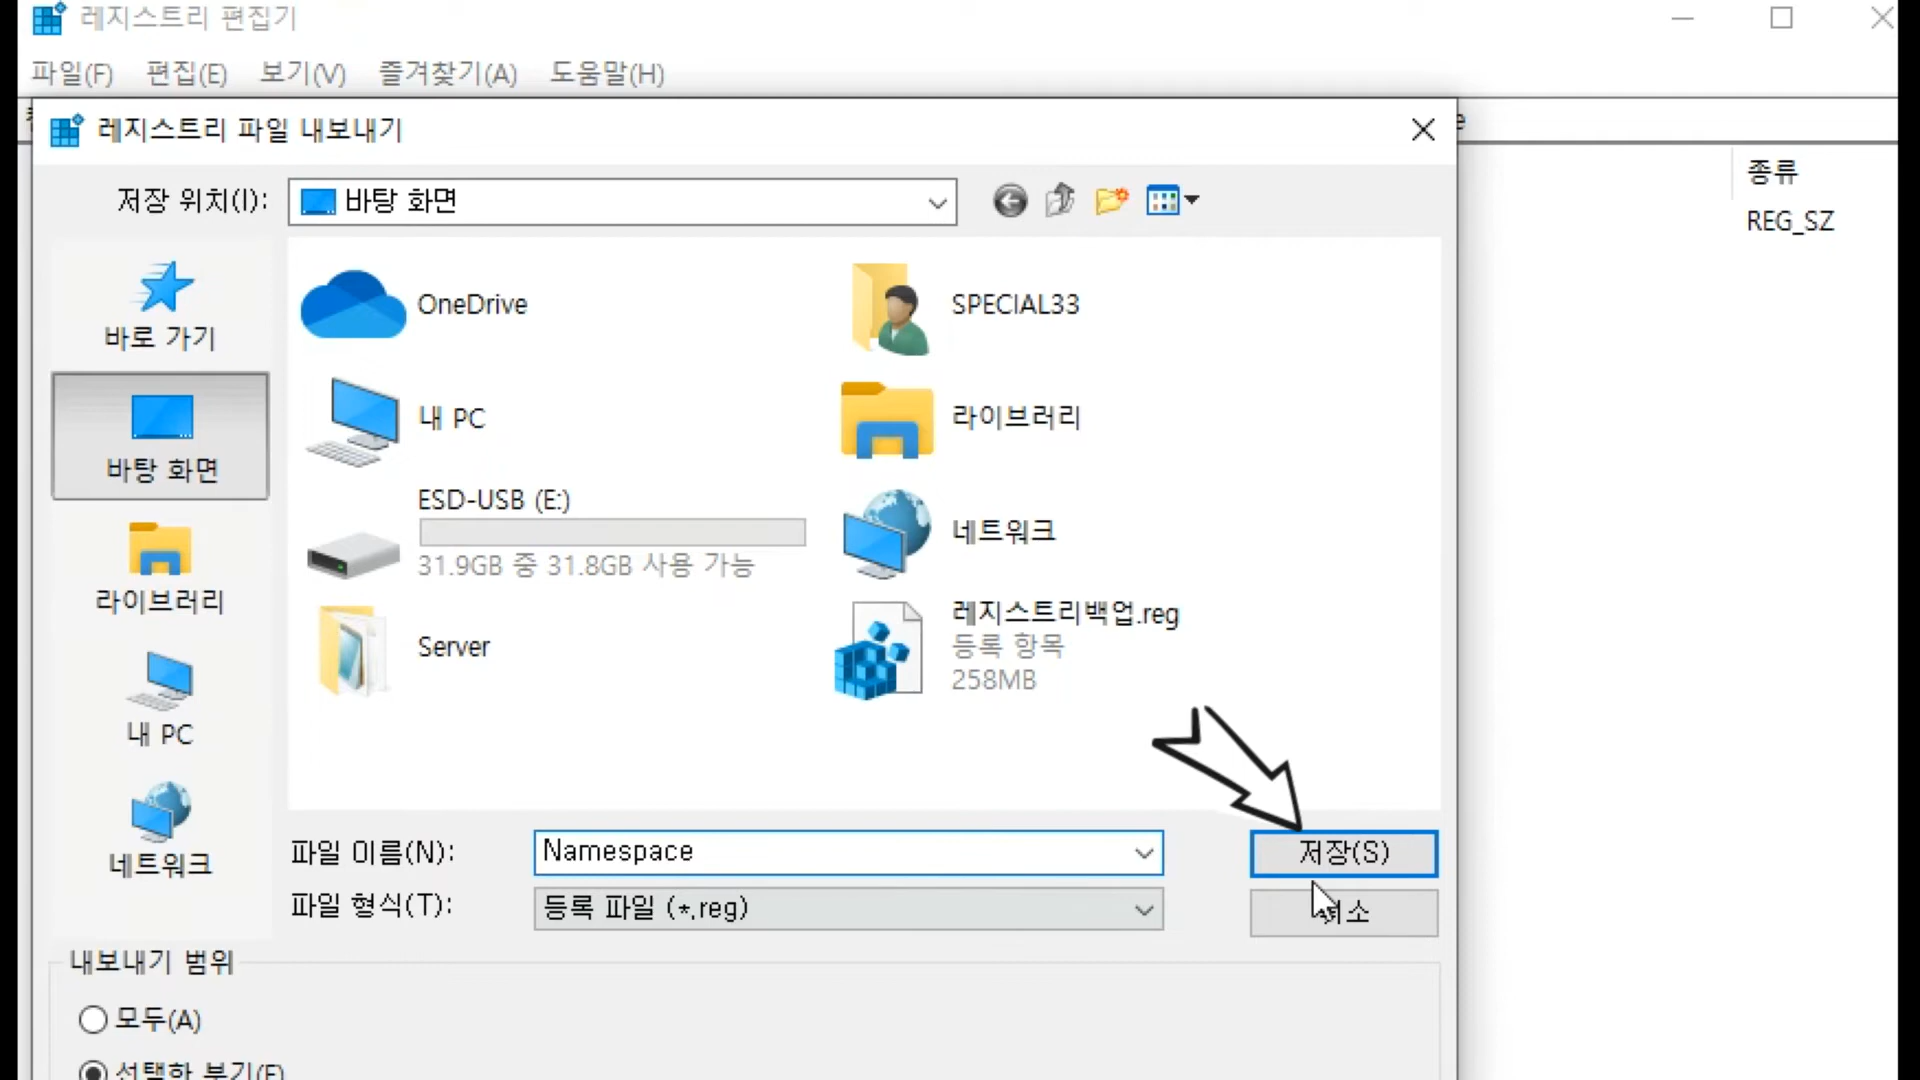 레지스트리 편집기
파일(F) 편집(E) 보기(V) 즐겨찾기(A) 도움말(H)
레지스트리 파일 내보내기
저장 위치(I): 바탕 화면
종류
REG_SZ
바로 가기
바탕 화면
라이브러리
내 PC
네트워크
OneDrive
SPECIAL33
내 PC
라이브러리
ESD-USB (E:)
31.9GB 중 31.8GB 사용 가능
네트워크
Server
레지스트리백업.reg
등록 항목
258MB
파일 이름(N): Namespace 저장(S)
파일 형식(T): 등록 파일 (*.reg)
내보내기 범위
모두(A)
선택한 분기(E)